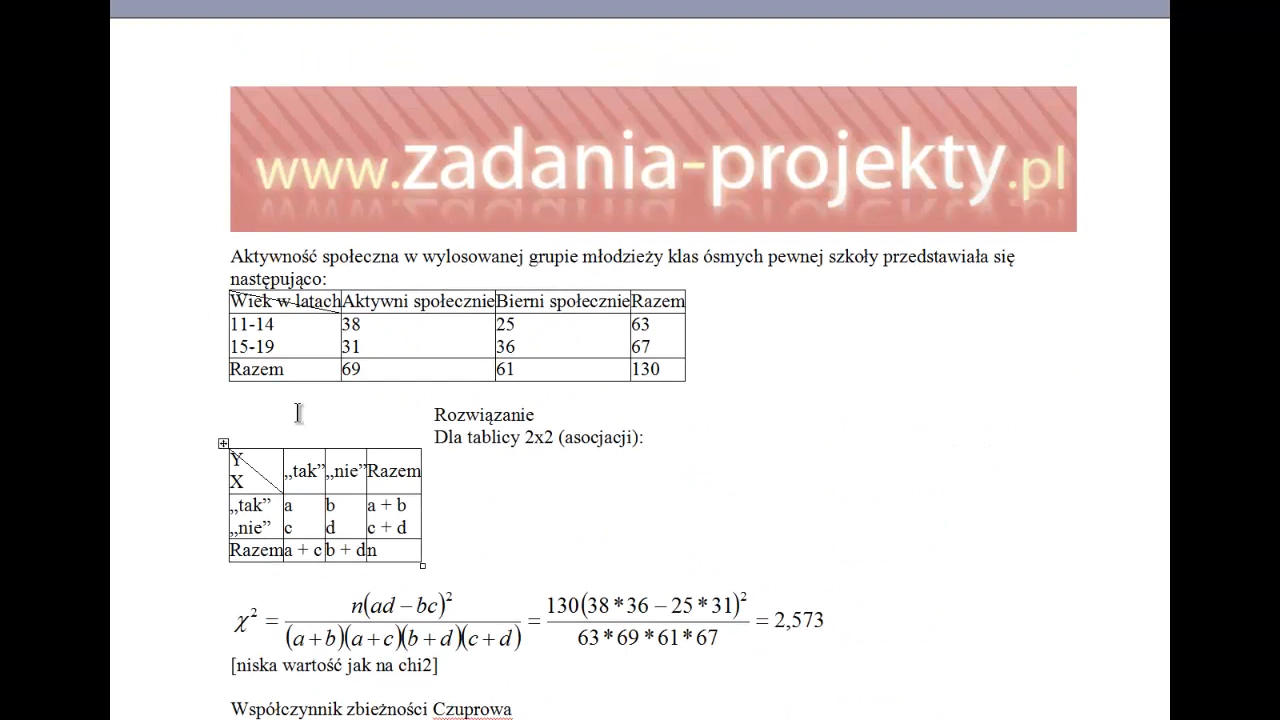 www.zadania-projekty.pl
Aktywność społeczna w wylosowanej grupie młodzieży klas ósmych pewnej szkoły przedstawiała się
następująco:
Wiek w latach Aktywni społecznie Bierni społecznie Razem
11-14 38 25 63
15-19 31 36 67
Razem 69 61 130
Rozwiązanie
Dla tablicy 2x2 (asocjacji):
Y
X „tak” „nie” Razem
„tak” a b a + b
„nie” c d c + d
Razem a + c b + d n
χ² = n(ad − bc)² / (a + b)(a + c)(b + d)(c + d) = 130(38 * 36 − 25 * 31)² / 63 * 69 * 61 * 67 = 2,573
[niska wartość jak na chi2]
Współczynnik zbieżności Czuprowa